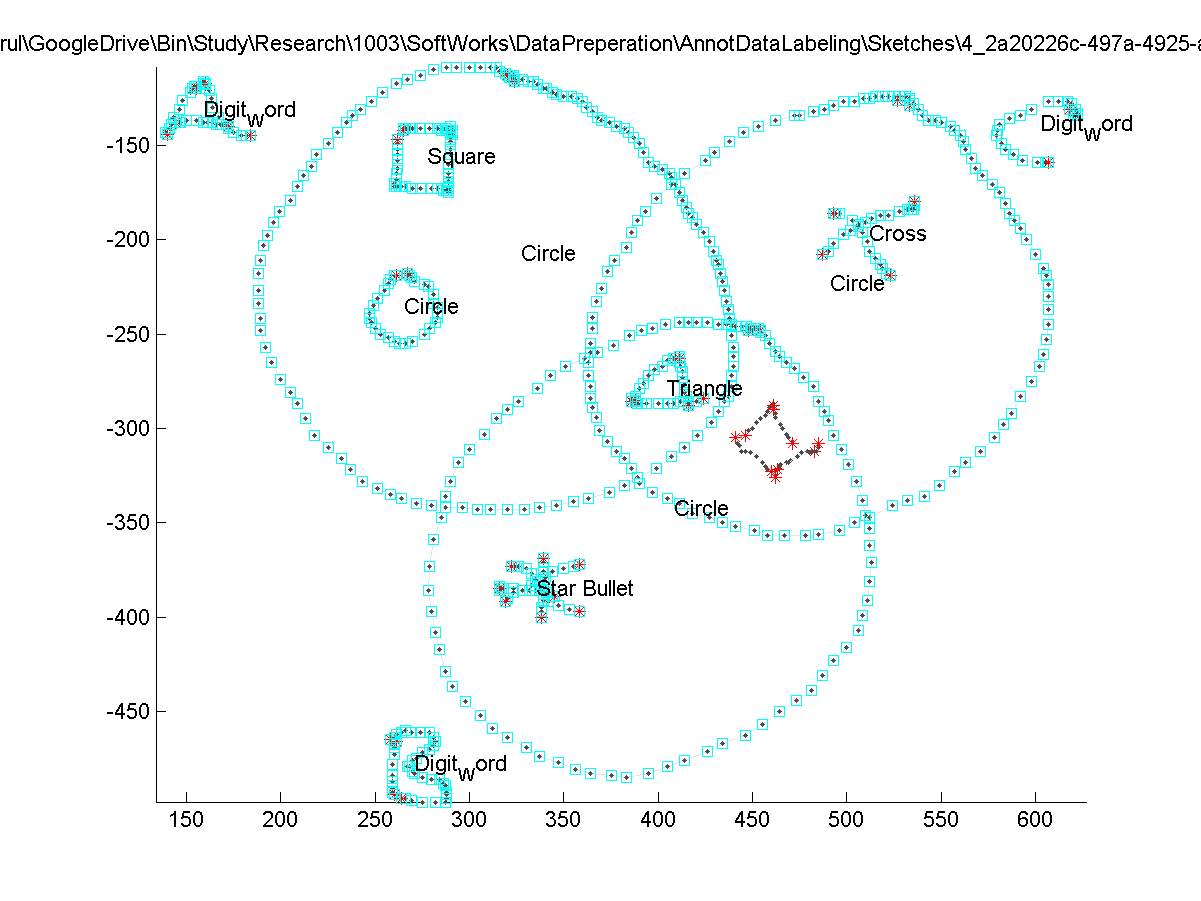 rul\GoogleDrive\Bin\Study\Research\1003\SoftWorks\DataPreperation\AnnotDataLabeling\Sketches\4_2a20226c-497a-4925-a
Digit_word
Digit_word
Square
Cross
Circle
Circle
Circle
Triangle
Circle
Star Bullet
Digit_word
A
C
B
-150
-200
-250
-300
-350
-400
-450
150 200 250 300 350 400 450 500 550 600